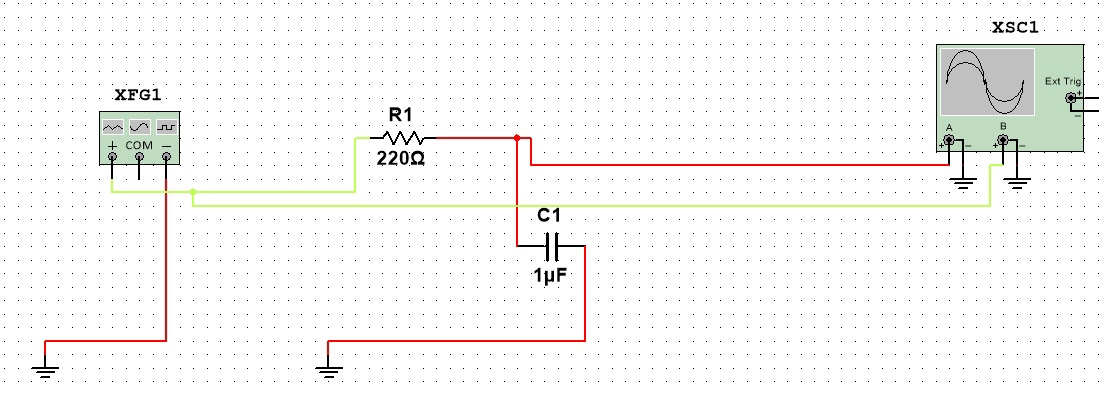 XSC1
XFG1
Ext Trig
+
−
R1
A
B
+ COM −
+ − + −
220Ω
C1
1µF